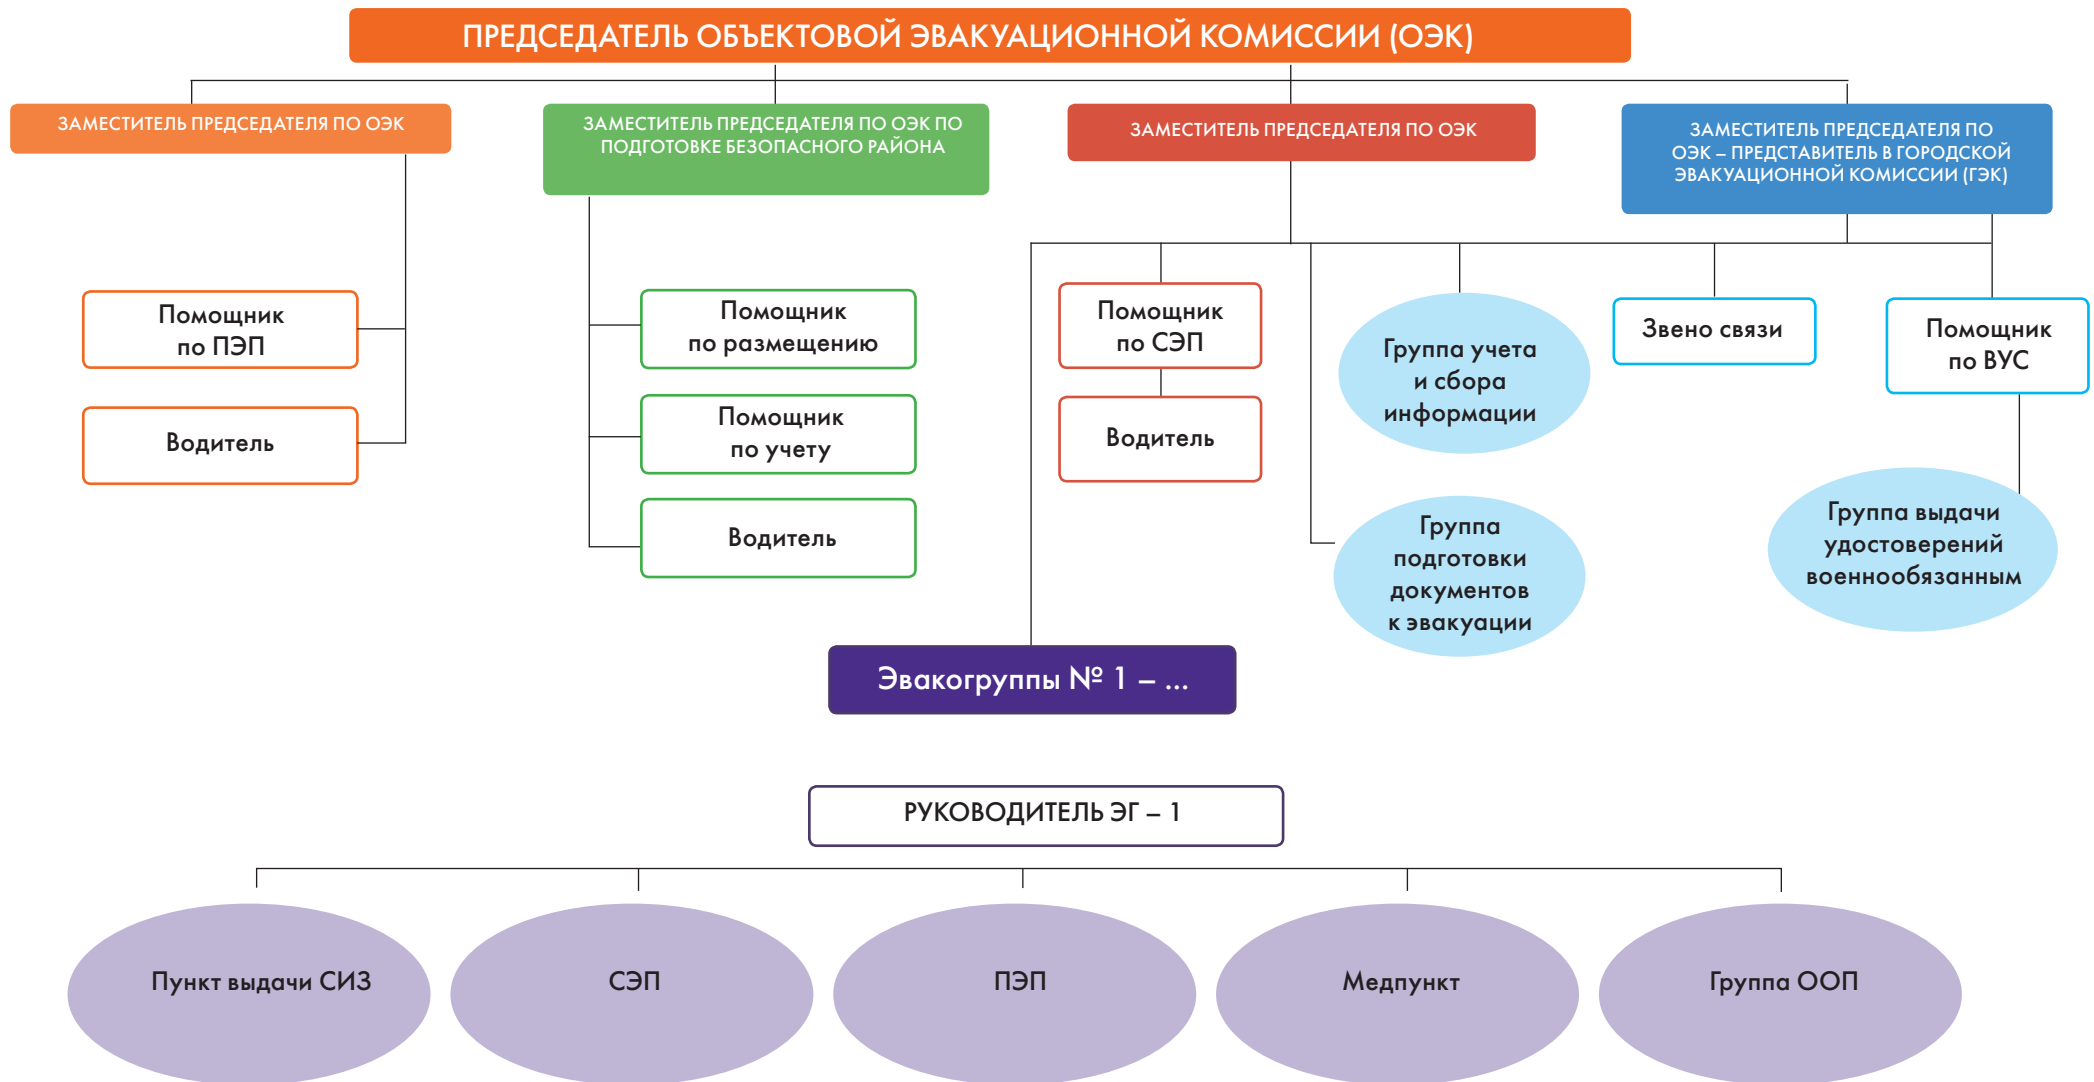 ПРЕДСЕДАТЕЛЬ ОБЪЕКТОВОЙ ЭВАКУАЦИОННОЙ КОМИССИИ (ОЭК)
ЗАМЕСТИТЕЛЬ ПРЕДСЕДАТЕЛЯ ПО ОЭК
ЗАМЕСТИТЕЛЬ ПРЕДСЕДАТЕЛЯ ПО ОЭК ПО
ПОДГОТОВКЕ БЕЗОПАСНОГО РАЙОНА
ЗАМЕСТИТЕЛЬ ПРЕДСЕДАТЕЛЯ ПО ОЭК
ЗАМЕСТИТЕЛЬ ПРЕДСЕДАТЕЛЯ ПО
ОЭК – ПРЕДСТАВИТЕЛЬ В ГОРОДСКОЙ
ЭВАКУАЦИОННОЙ КОМИССИИ (ГЭК)
Помощник
по ПЭП
Водитель
Помощник
по размещению
Помощник
по учету
Водитель
Помощник
по СЭП
Водитель
Группа учета
и сбора
информации
Группа
подготовки
документов
к эвакуации
Звено связи
Помощник
по ВУС
Группа выдачи
удостоверений
военнообязанным
Эвакогруппы № 1 – ...
РУКОВОДИТЕЛЬ ЭГ – 1
Пункт выдачи СИЗ
СЭП
ПЭП
Медпункт
Группа ООП